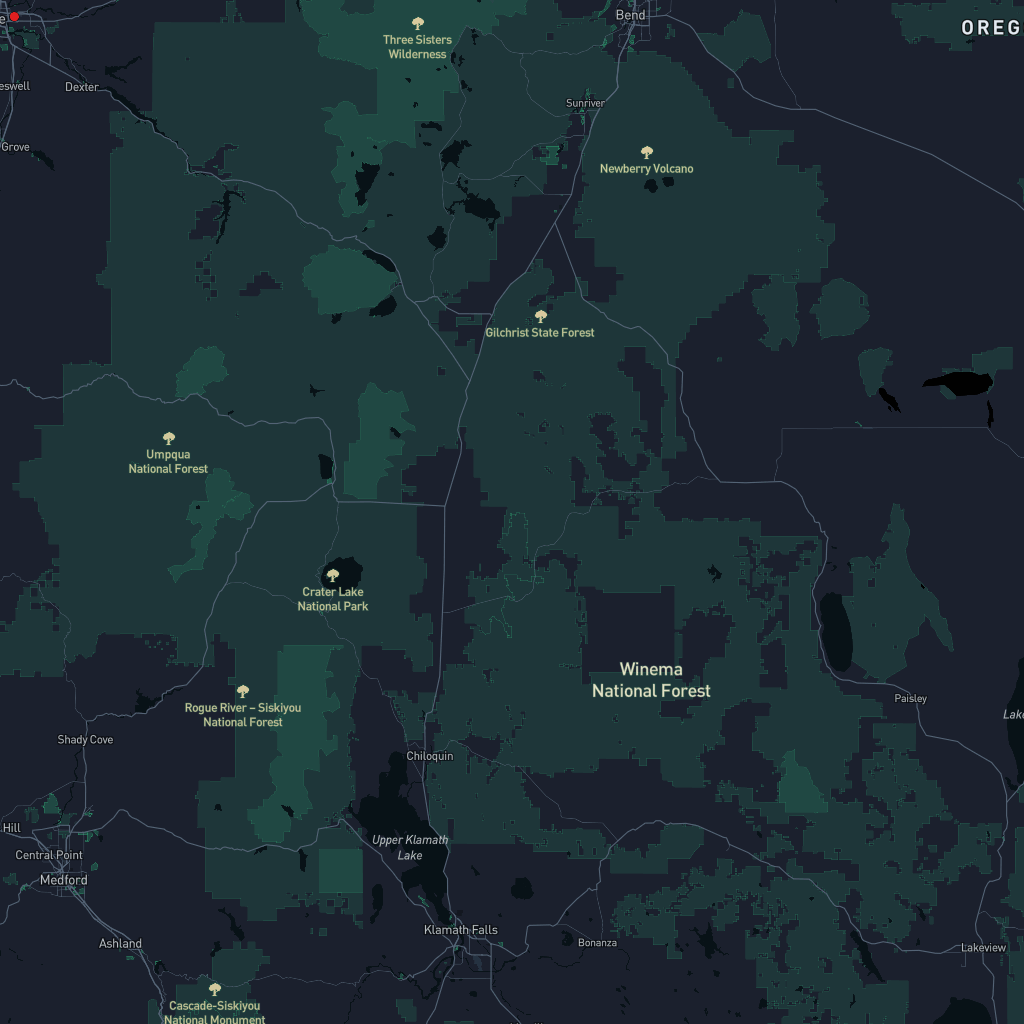 e
Three Sisters
Wilderness
Bend
OREG
eswell
Dexter
Sunriver
Grove
Newberry Volcano
Gilchrist State Forest
Umpqua
National Forest
Crater Lake
National Park
Winema
National Forest
Rogue River – Siskiyou
National Forest
Paisley
Lake
Shady Cove
Chiloquin
Hill
Upper Klamath
Lake
Central Point
Medford
Klamath Falls
Ashland
Bonanza
Lakeview
Cascade-Siskiyou
National Monument